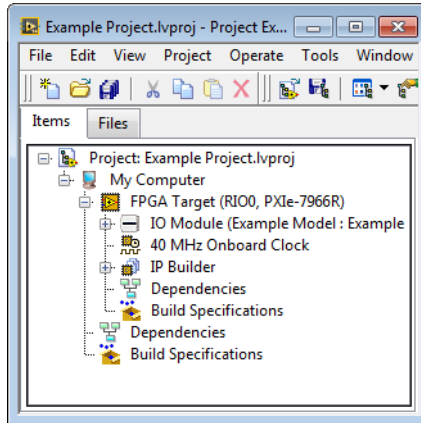 Example Project.lvproj - Project Ex...
File Edit View Project Operate Tools Window
Items Files
Project: Example Project.lvproj
My Computer
FPGA Target (RIO0, PXIe-7966R)
IO Module (Example Model : Example
40 MHz Onboard Clock
IP Builder
Dependencies
Build Specifications
Dependencies
Build Specifications